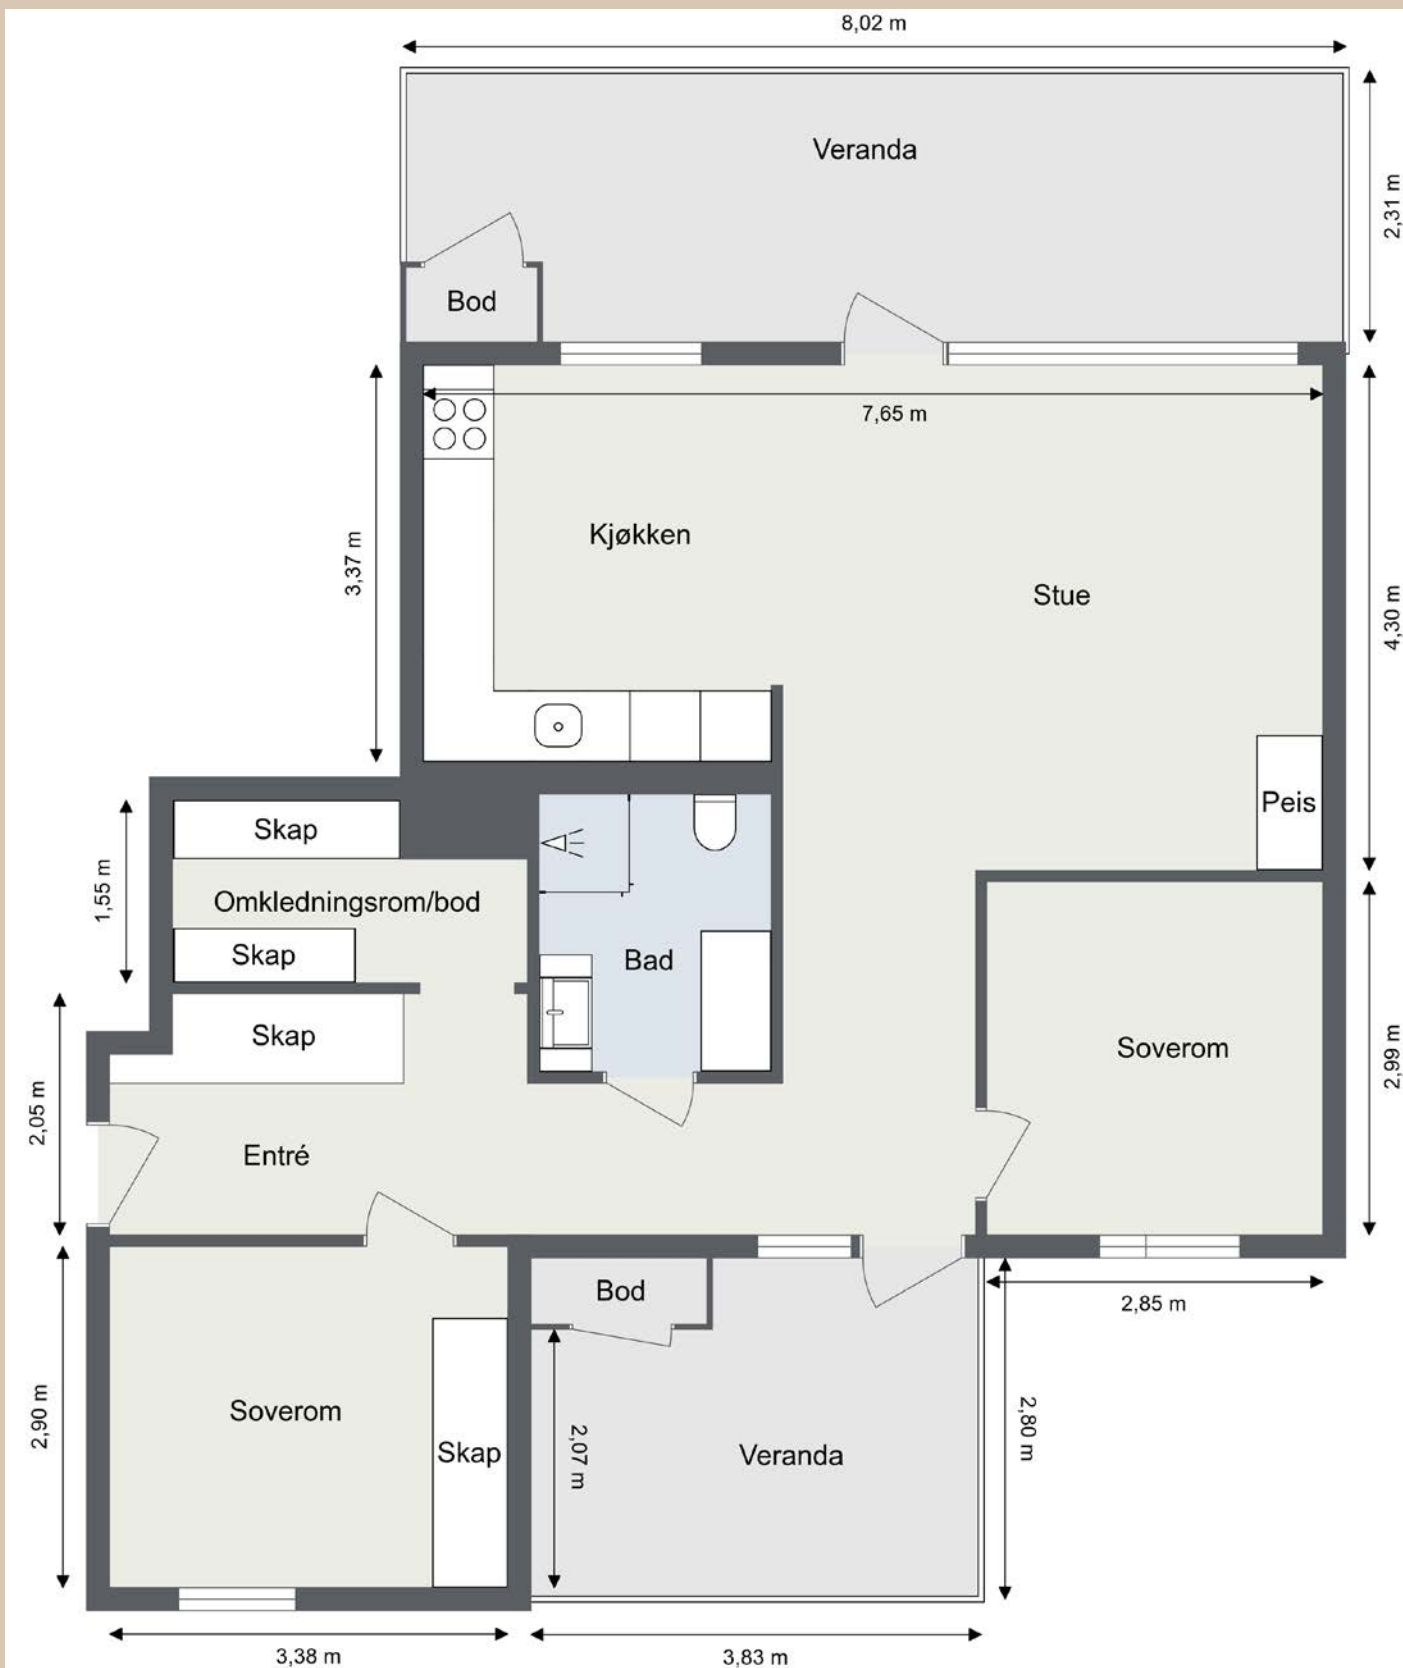 8,02 m
Veranda
2,31 m
Bod
7,65 m
3,37 m
Kjøkken
Stue
4,30 m
Peis
Skap
1,55 m
Omkledningsrom/bod
Skap
Bad
Skap
Soverom
2,99 m
2,05 m
Entré
Bod
2,85 m
2,90 m
Soverom
Skap
2,07 m
Veranda
2,80 m
3,38 m
3,83 m